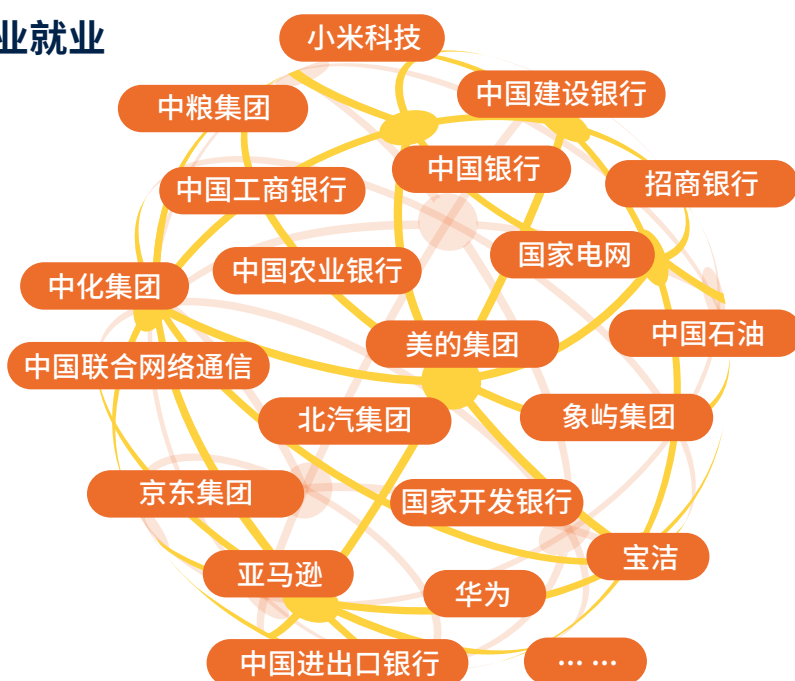 业就业
小米科技
中国建设银行
中粮集团
中国银行
招商银行
中国工商银行
国家电网
中国农业银行
中化集团
中国石油
美的集团
中国联合网络通信
北汽集团
象屿集团
京东集团
国家开发银行
宝洁
亚马逊
华为
中国进出口银行
... ...